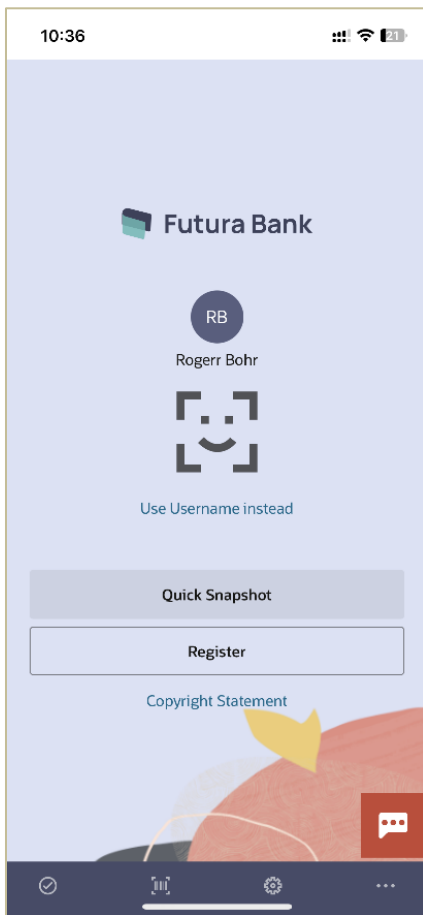 10:36
21
Futura Bank
RB
Rogerr Bohr
Use Username instead
Quick Snapshot
Register
Copyright Statement